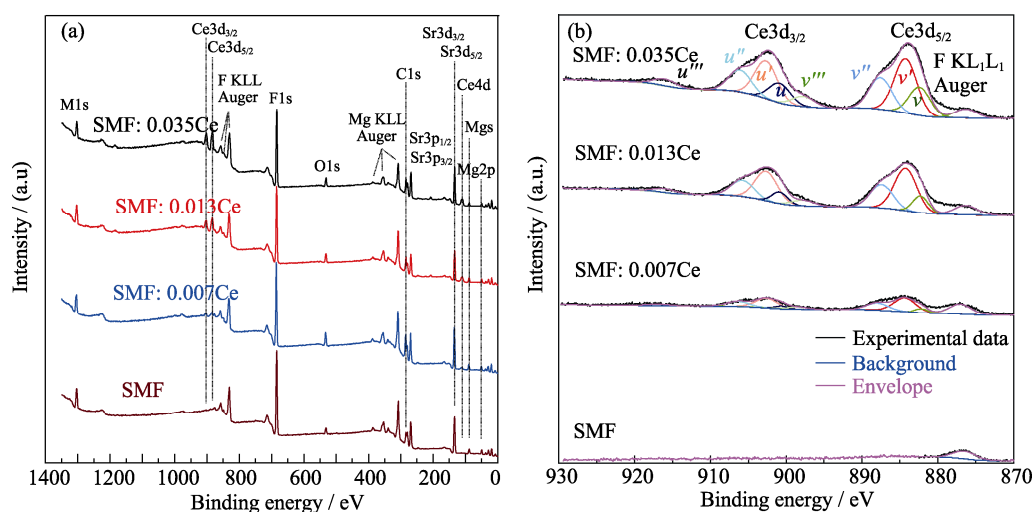 (a)
Ce3d3/2
Ce3d5/2
F KLL
Auger
M1s
F1s
SMF: 0.035Ce
O1s
Mg KLL
Auger
C1s
Sr3d3/2
Sr3d5/2
Ce4d
Mgs
Sr3p1/2
Sr3p3/2
Mg2p
SMF: 0.013Ce
SMF: 0.007Ce
SMF
Intensity / (a.u)
1400 1200 1000 800 600 400 200 0
Binding energy / eV
(b)
Ce3d3/2
Ce3d5/2
SMF: 0.035Ce
F KL1L1
Auger
u''' u'' u' u v''' v'' v' v
SMF: 0.013Ce
SMF: 0.007Ce
Experimental data
Background
Envelope
SMF
Intensity / (a.u.)
930 920 910 900 890 880 870
Binding energy / eV